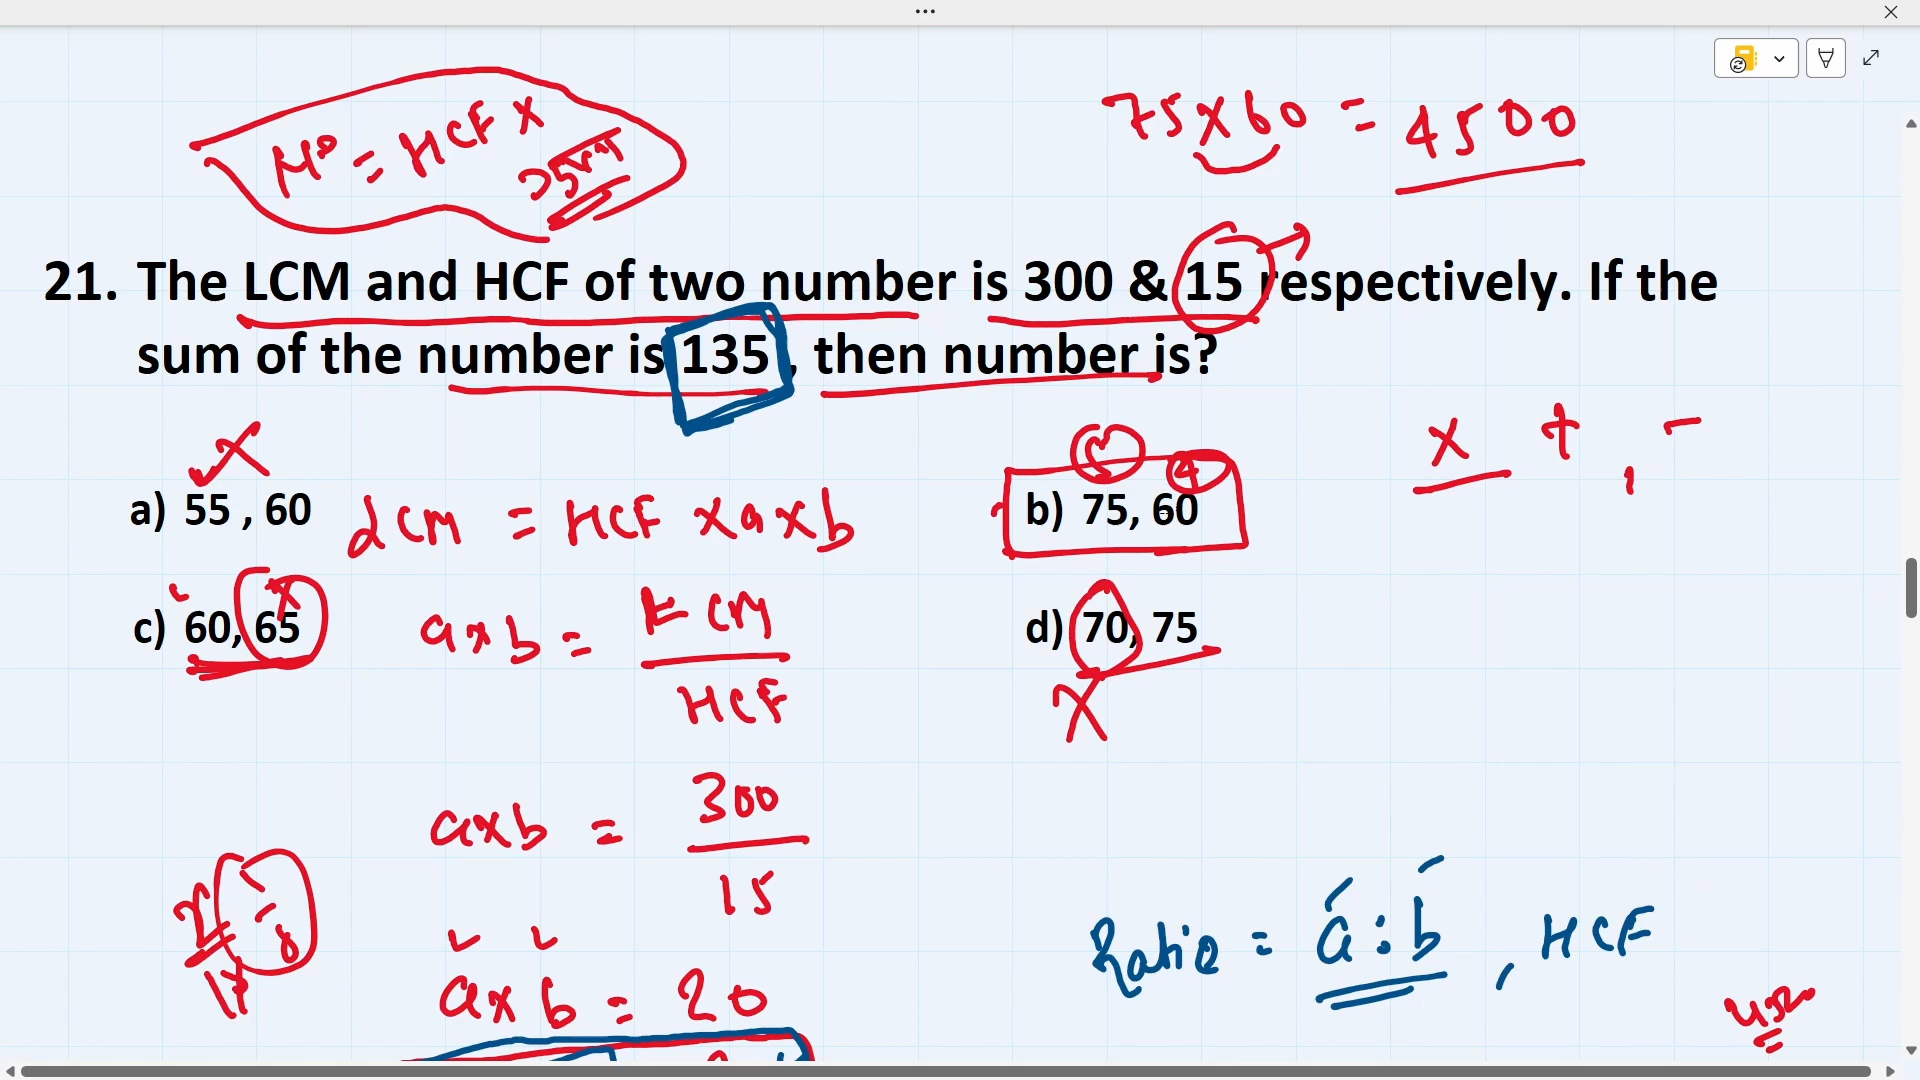 75 x 60 = 4500
= HCF x
21. The LCM and HCF of two number is 300 & 15 respectively. If the
sum of the number is 135 , then number is?
x + , -
a) 55 , 60
LCM = HCF x a x b
4
b) 75, 60
c) 60, 65
a x b = LCM
HCF
d) 70, 75
a x b = 300
15
Ratio = a : b , HCF
a x b = 20